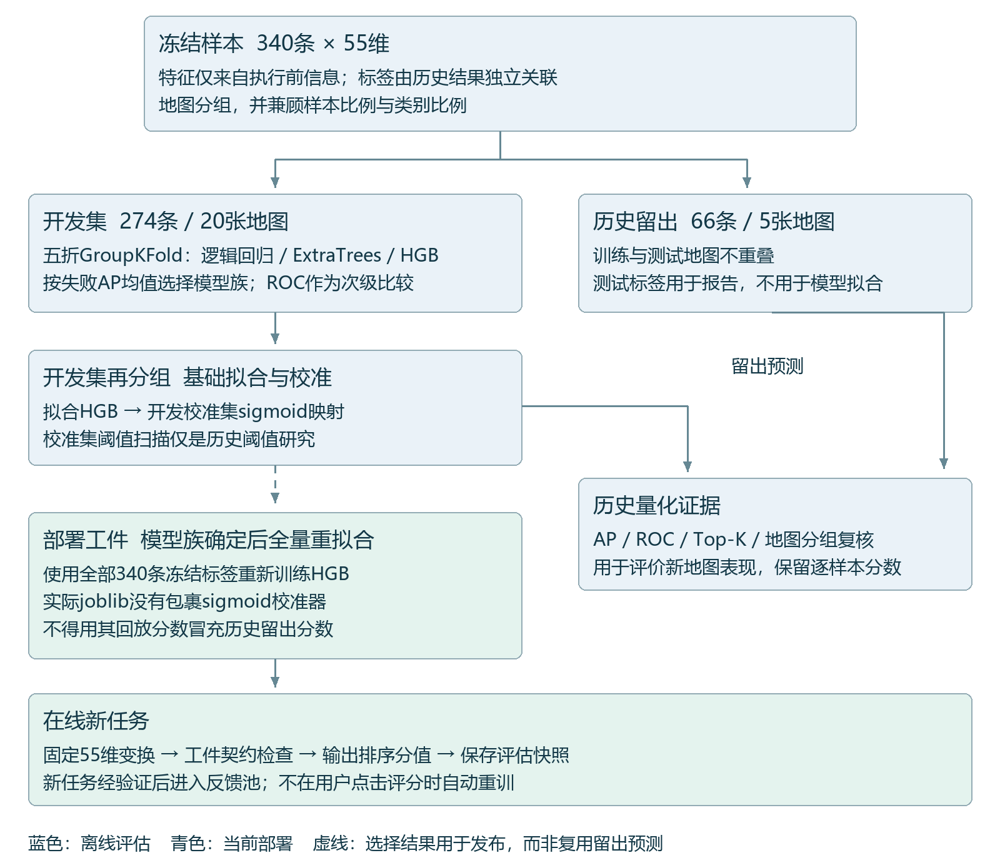 冻结样本 340条 × 55维
特征仅来自执行前信息；标签由历史结果独立关联
地图分组，并兼顾样本比例与类别比例
开发集 274条 / 20张地图
五折GroupKFold：逻辑回归 / ExtraTrees / HGB
按失败AP均值选择模型族；ROC作为次级比较
历史留出 66条 / 5张地图
训练与测试地图不重叠
测试标签用于报告，不用于模型拟合
开发集再分组 基础拟合与校准
拟合HGB → 开发校准集sigmoid映射
校准集阈值扫描仅是历史阈值研究
留出预测
历史量化证据
AP / ROC / Top-K / 地图分组复核
用于评价新地图表现，保留逐样本分数
部署工件 模型族确定后全量重拟合
使用全部340条冻结标签重新训练HGB
实际joblib没有包裹sigmoid校准器
不得用其回放分数冒充历史留出分数
在线新任务
固定55维变换 → 工件契约检查 → 输出排序分值 → 保存评估快照
新任务经验证后进入反馈池；不在用户点击评分时自动重训
蓝色：离线评估 青色：当前部署 虚线：选择结果用于发布，而非复用留出预测